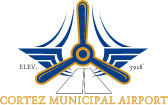 ELEV. 5918'
CORTEZ MUNICIPAL AIRPORT